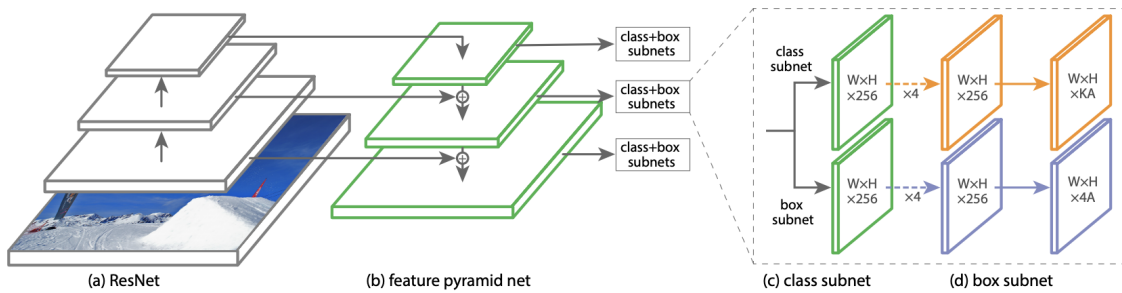 class+box
subnets
class+box
subnets
class+box
subnets
class
subnet
W×H
×256
×4
W×H
×256
W×H
×KA
box
subnet
W×H
×256
×4
W×H
×256
W×H
×4A
(a) ResNet
(b) feature pyramid net
(c) class subnet
(d) box subnet